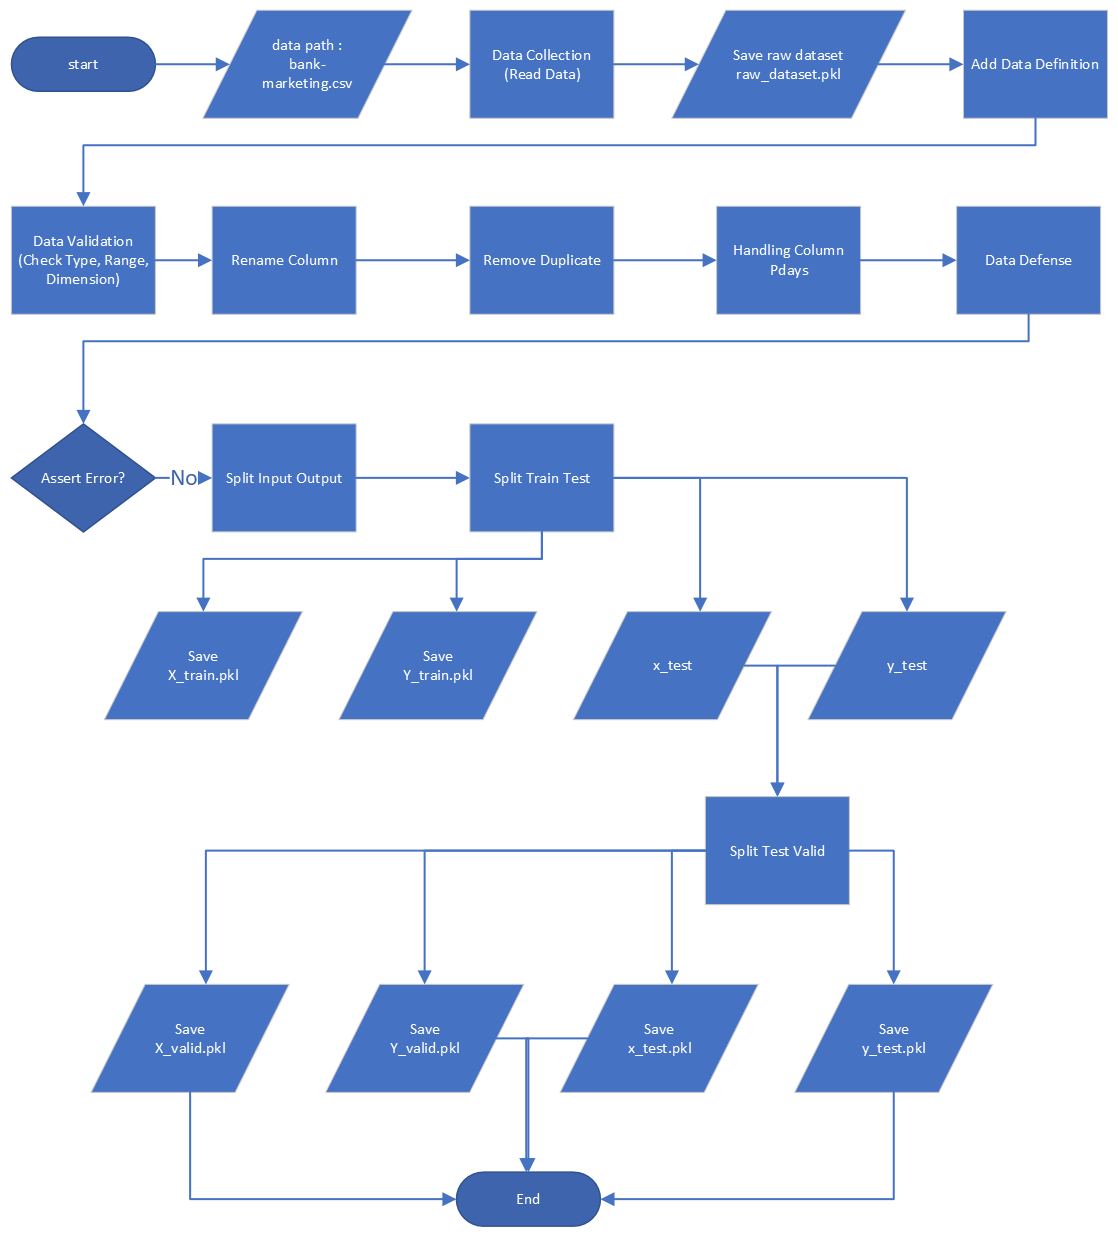 start
data path :
bank-
marketing.csv
Data Collection
(Read Data)
Save raw dataset
raw_dataset.pkl
Add Data Definition
Data Validation
(Check Type, Range,
Dimension)
Rename Column
Remove Duplicate
Handling Column
Pdays
Data Defense
Assert Error?
No
Split Input Output
Split Train Test
Save
X_train.pkl
Save
Y_train.pkl
x_test
y_test
Split Test Valid
Save
X_valid.pkl
Save
Y_valid.pkl
Save
x_test.pkl
Save
y_test.pkl
End